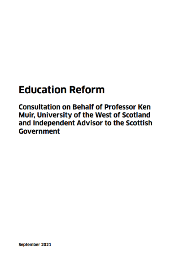 Education Reform
Consultation on Behalf of Professor Ken
Muir, University of the West of Scotland
and Independent Advisor to the Scottish
Government
September 2021